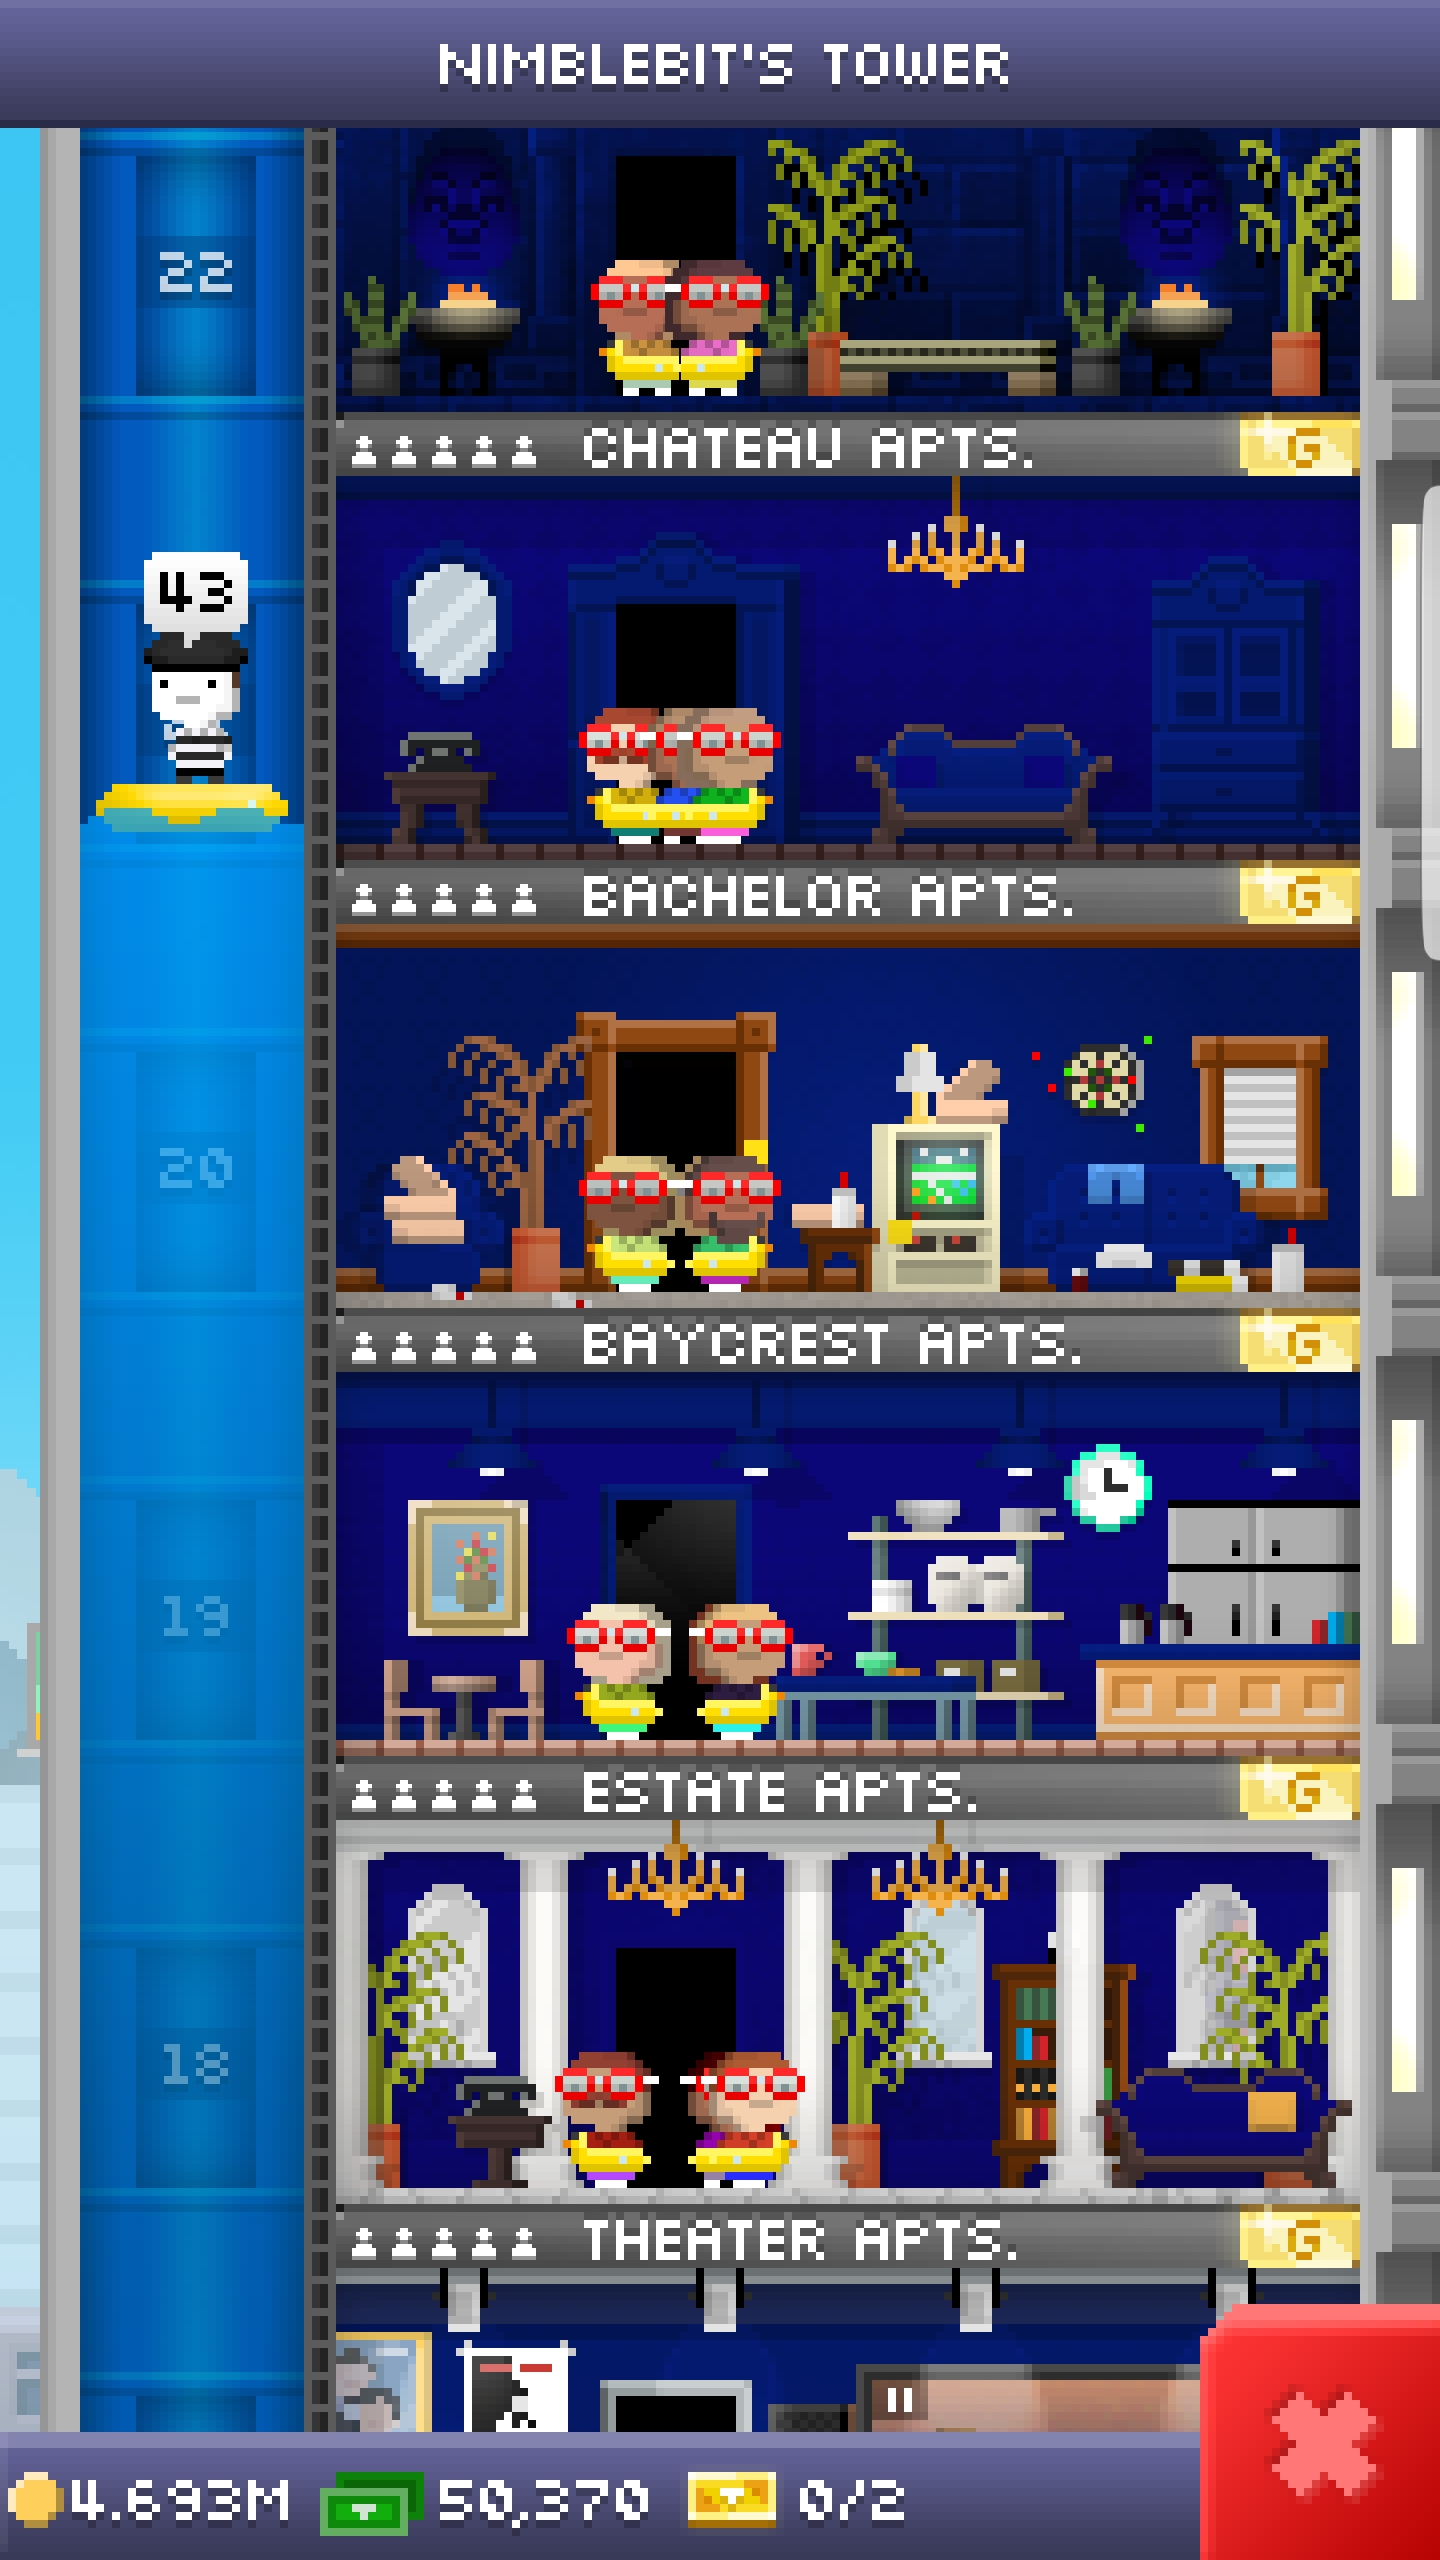 NIMBLEBIT'S TOWER
22
CHATEAU APTS. G
43
BACHELOR APTS. G
20
BAYCREST APTS. G
19
ESTATE APTS. G
18
THEATER APTS. G
4.693M 50,370 0/2